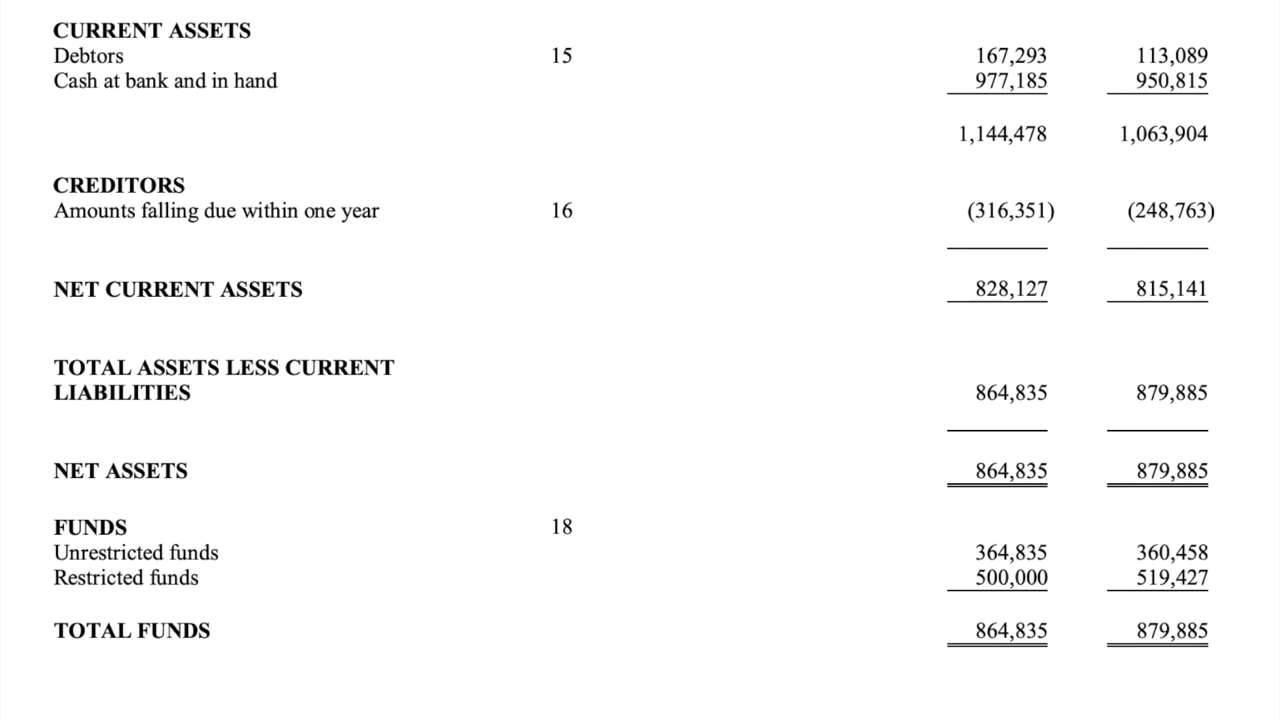 CURRENT ASSETS
Debtors 15 167,293 113,089
Cash at bank and in hand 977,185 950,815
1,144,478 1,063,904
CREDITORS
Amounts falling due within one year 16 (316,351) (248,763)
NET CURRENT ASSETS 828,127 815,141
TOTAL ASSETS LESS CURRENT
LIABILITIES 864,835 879,885
NET ASSETS 864,835 879,885
FUNDS 18
Unrestricted funds 364,835 360,458
Restricted funds 500,000 519,427
TOTAL FUNDS 864,835 879,885